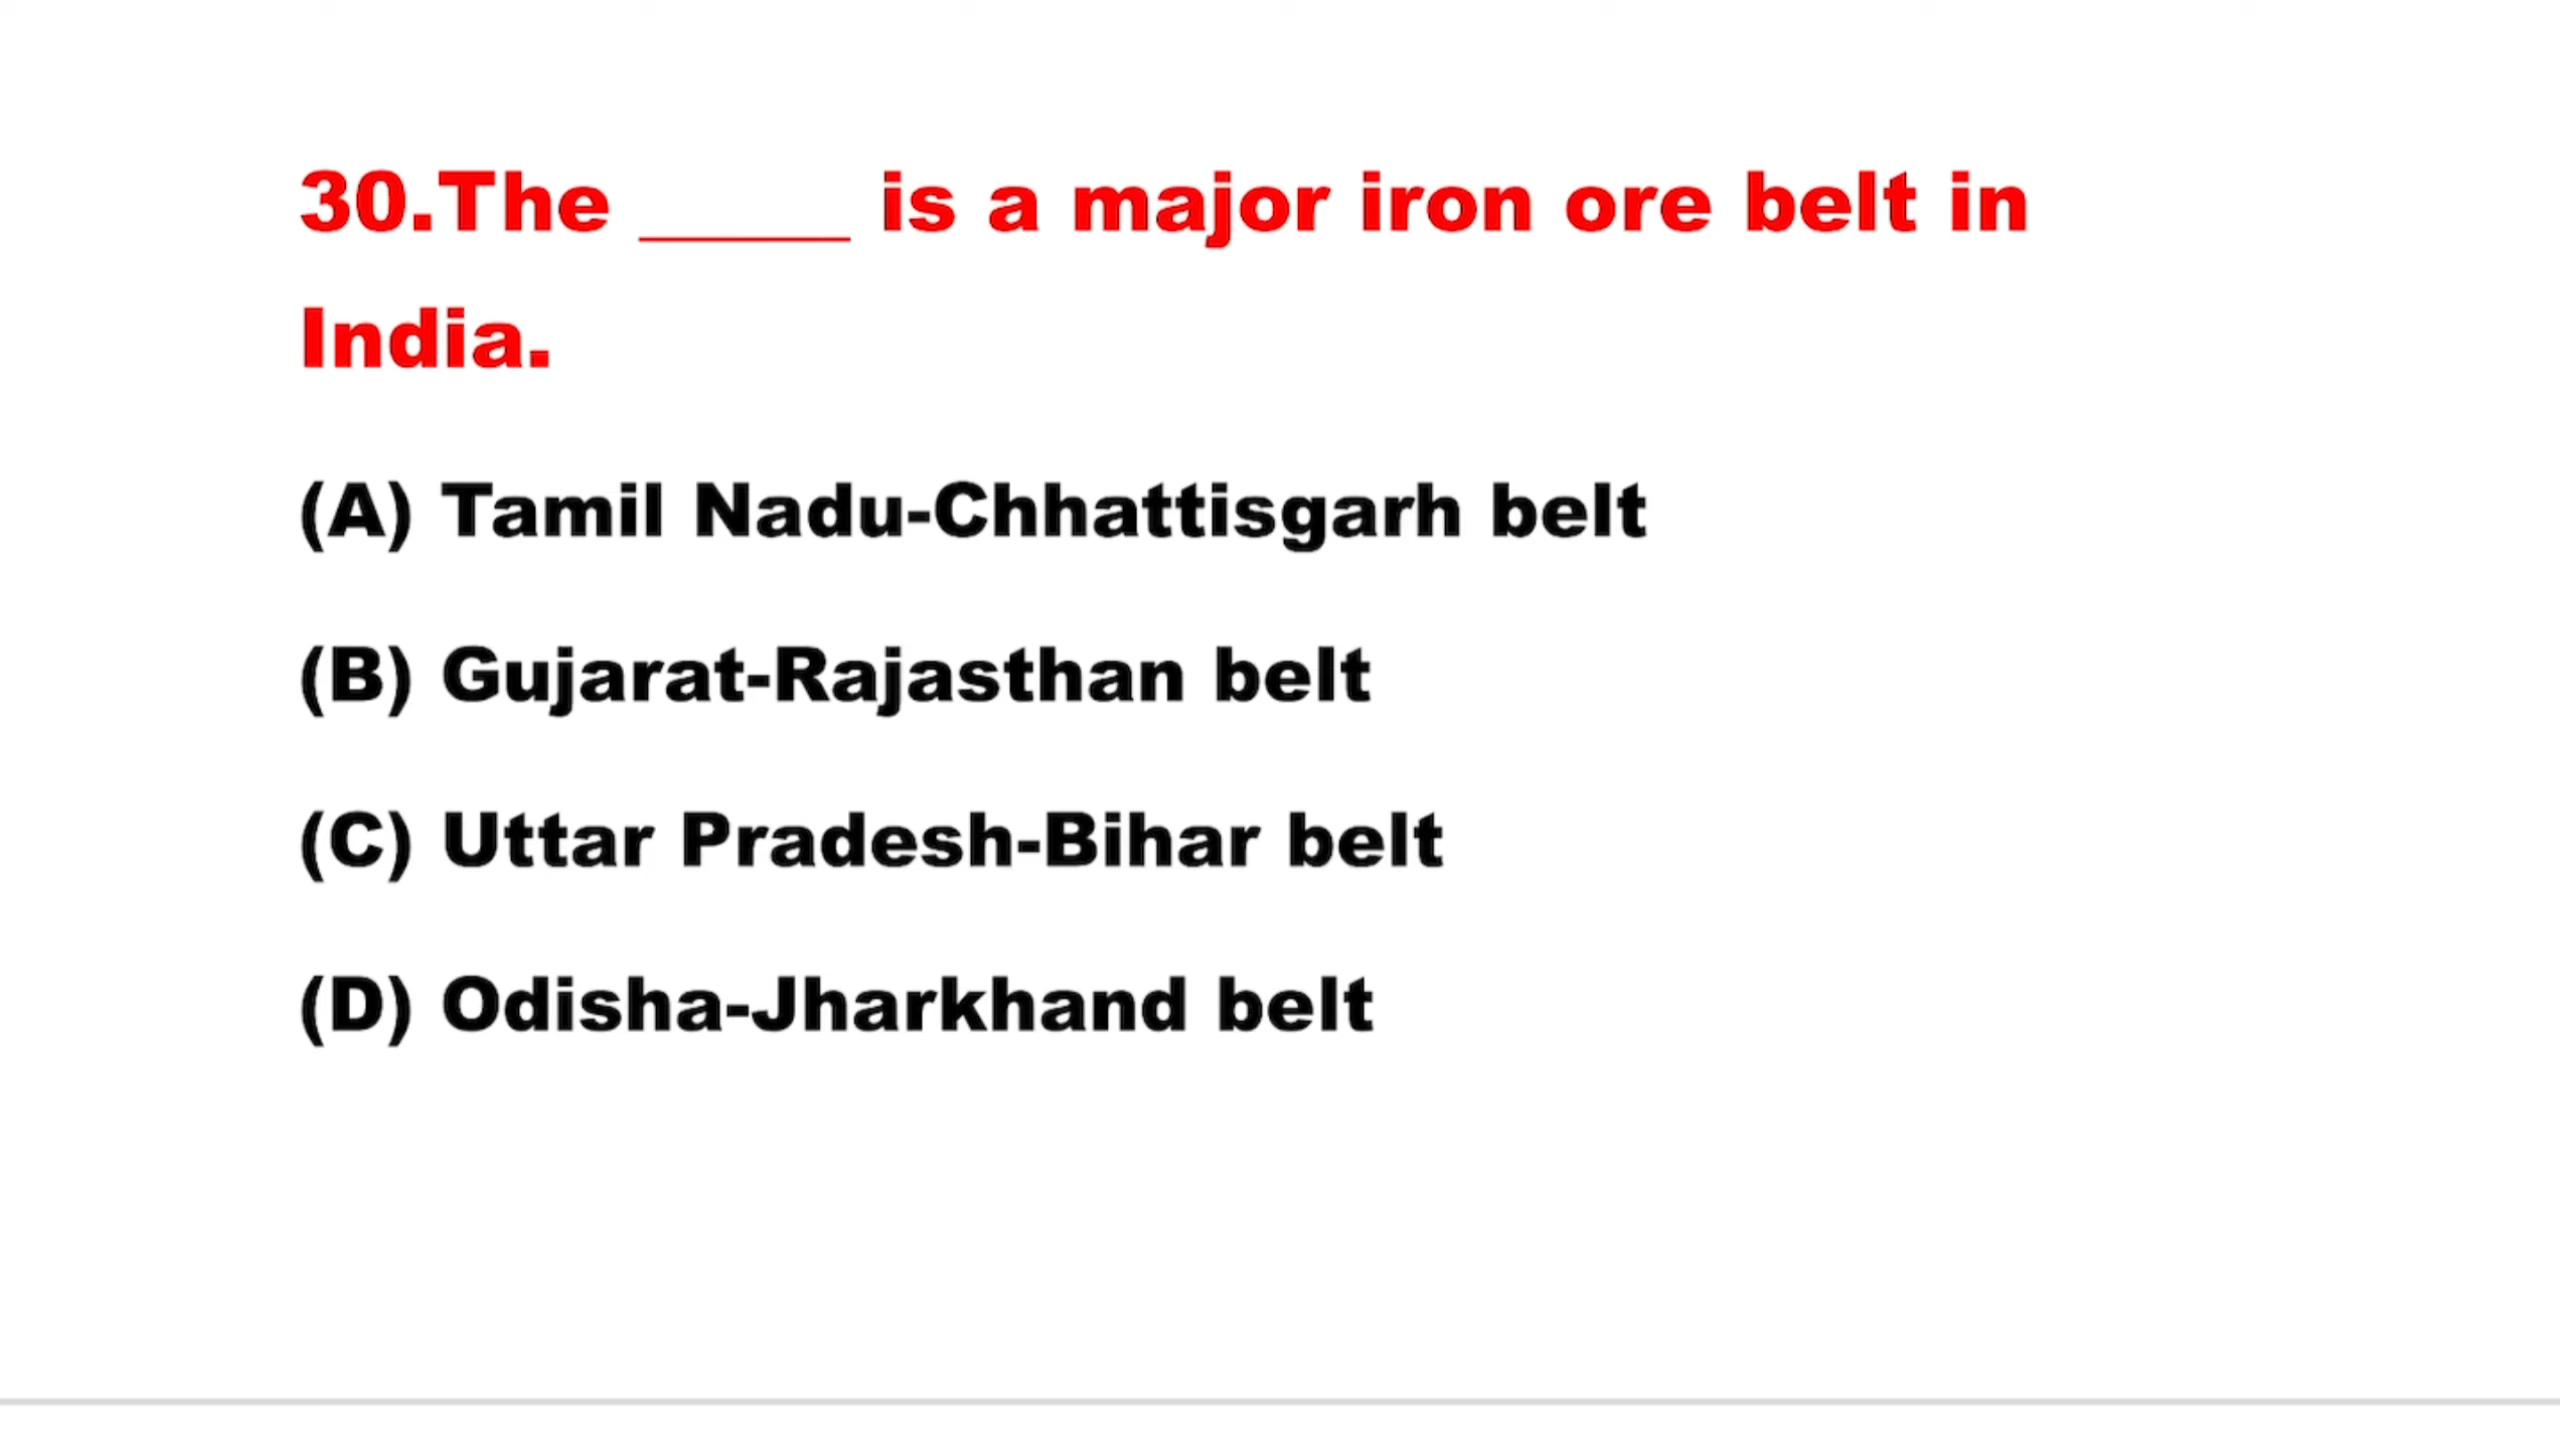 30.The _____ is a major iron ore belt in
India.
(A) Tamil Nadu-Chhattisgarh belt
(B) Gujarat-Rajasthan belt
(C) Uttar Pradesh-Bihar belt
(D) Odisha-Jharkhand belt